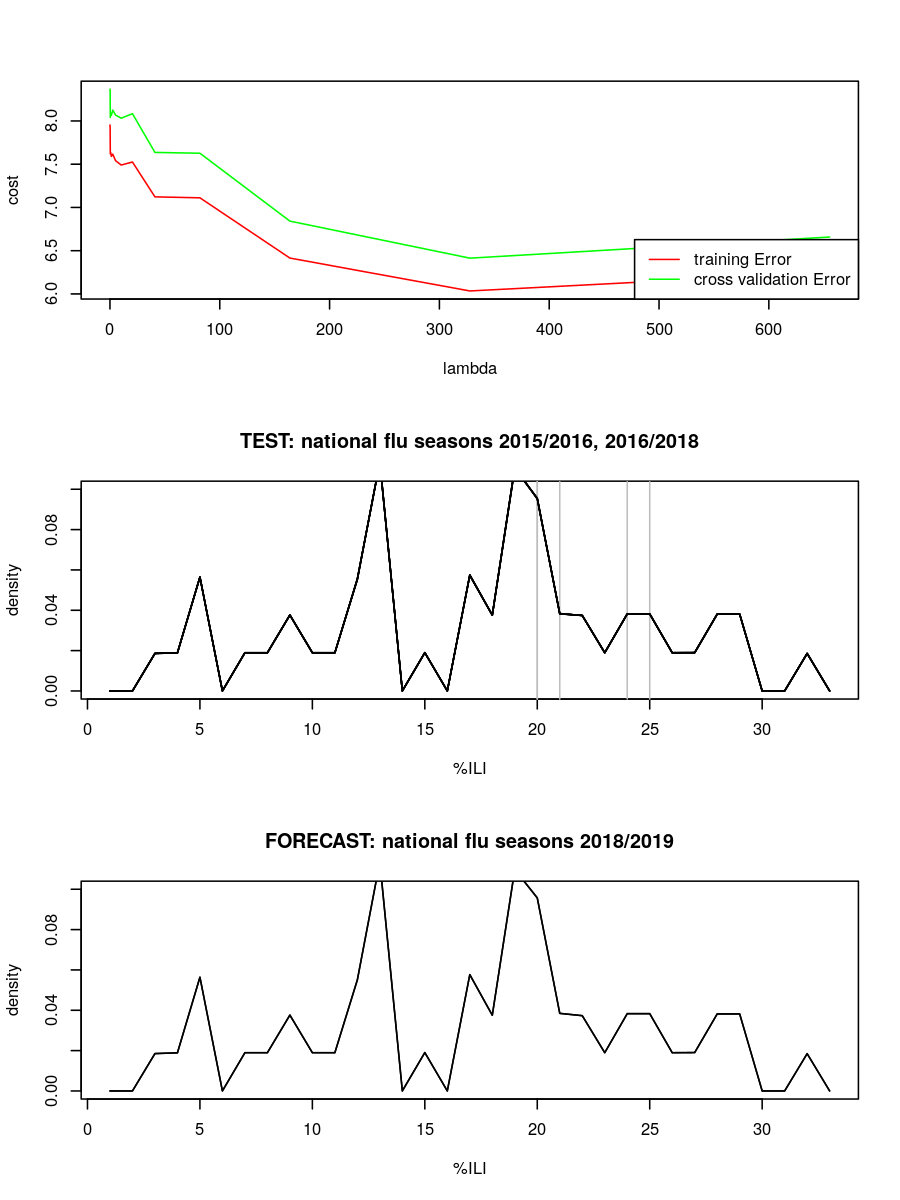 cost
8.0
7.5
7.0
6.5
6.0
training Error
cross validation Error
0 100 200 300 400 500 600
lambda
TEST: national flu seasons 2015/2016, 2016/2018
density
0.08
0.04
0.00
0 5 10 15 20 25 30
%ILI
FORECAST: national flu seasons 2018/2019
density
0.08
0.04
0.00
0 5 10 15 20 25 30
%ILI